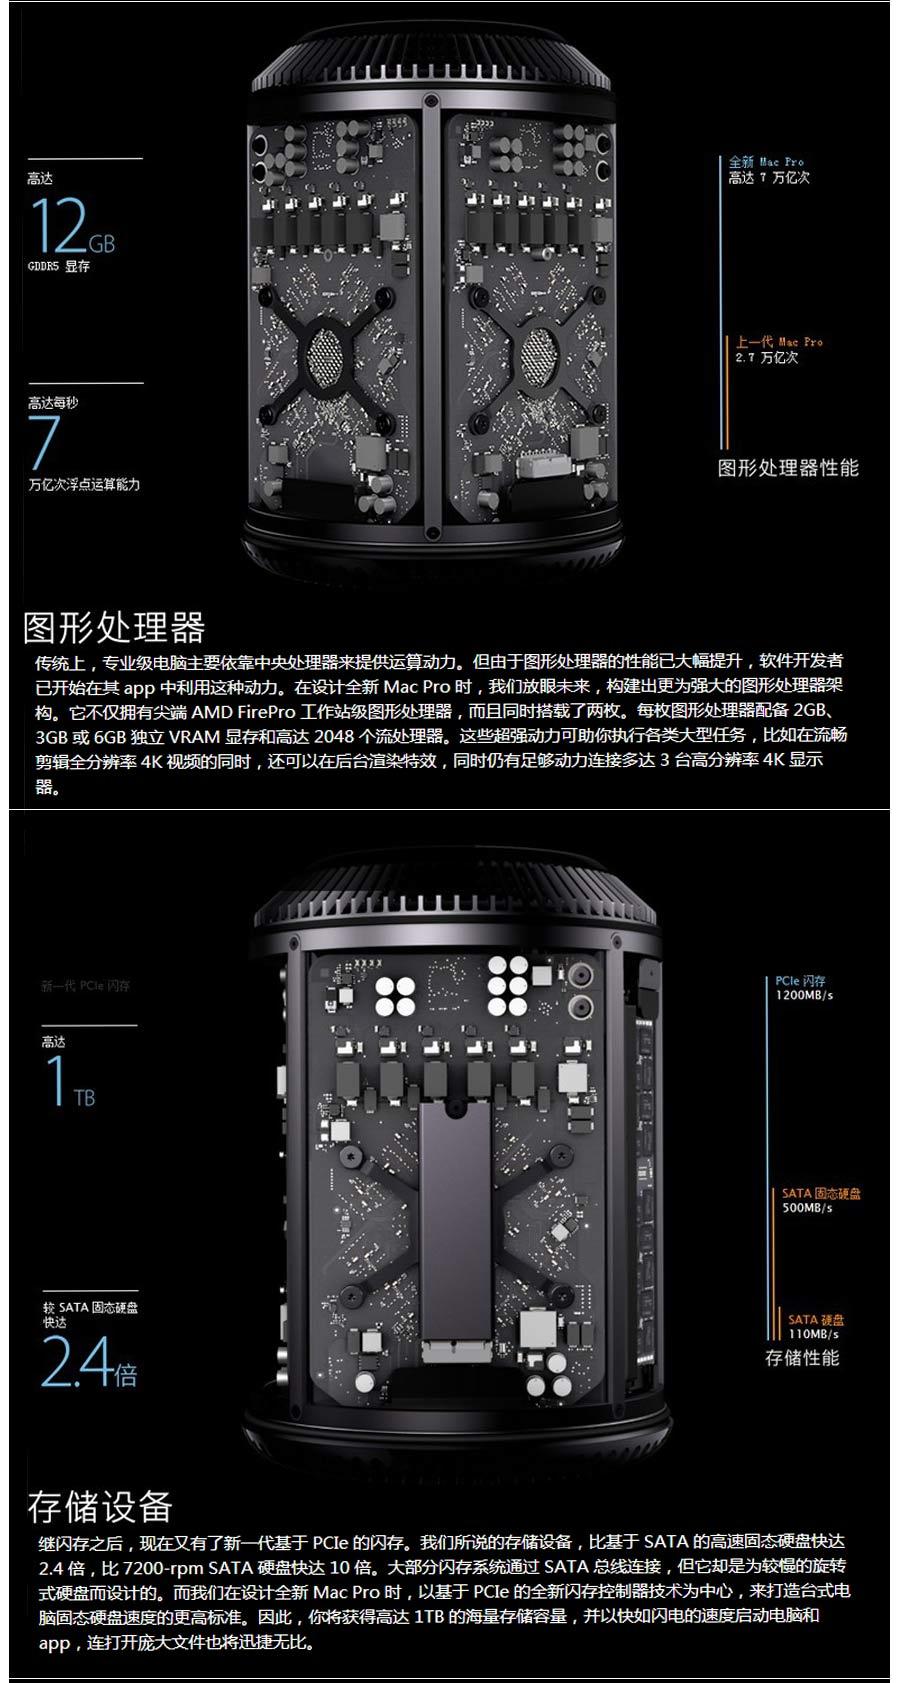 高达
12GB
GDDR5 显存
高达每秒
7
万亿次浮点运算能力
全新 Mac Pro
高达 7 万亿次
上一代 Mac Pro
2.7 万亿次
图形处理器性能
图形处理器
传统上，专业级电脑主要依靠中央处理器来提供运算动力。但由于图形处理器的性能已大幅提升，软件开发者
已开始在其 app 中利用这种动力。在设计全新 Mac Pro 时，我们放眼未来，构建出更为强大的图形处理器架
构。它不仅拥有尖端 AMD FirePro 工作站级图形处理器，而且同时搭载了两枚。每枚图形处理器配备 2GB、
3GB 或 6GB 独立 VRAM 显存和高达 2048 个流处理器。这些超强动力可助你执行各类大型任务，比如在流畅
剪辑全分辨率 4K 视频的同时，还可以在后台渲染特效，同时仍有足够动力连接多达 3 台高分辨率 4K 显示
器。
新一代 PCIe 闪存
高达
1 TB
较 SATA 固态硬盘
快达
2.4倍
PCIe 闪存
1200MB/s
SATA 固态硬盘
500MB/s
SATA 硬盘
110MB/s
存储性能
存储设备
继闪存之后，现在又有了新一代基于 PCIe 的闪存。我们所说的存储设备，比基于 SATA 的高速固态硬盘快达
2.4 倍，比 7200-rpm SATA 硬盘快达 10 倍。大部分闪存系统通过 SATA 总线连接，但它却是为较慢的旋转
式硬盘而设计的。而我们在设计全新 Mac Pro 时，以基于 PCIe 的全新闪存控制器技术为中心，来打造台式电
脑固态硬盘速度的更高标准。因此，你将获得高达 1TB 的海量存储容量，并以快如闪电的速度启动电脑和
app，连打开庞大文件也将迅捷无比。